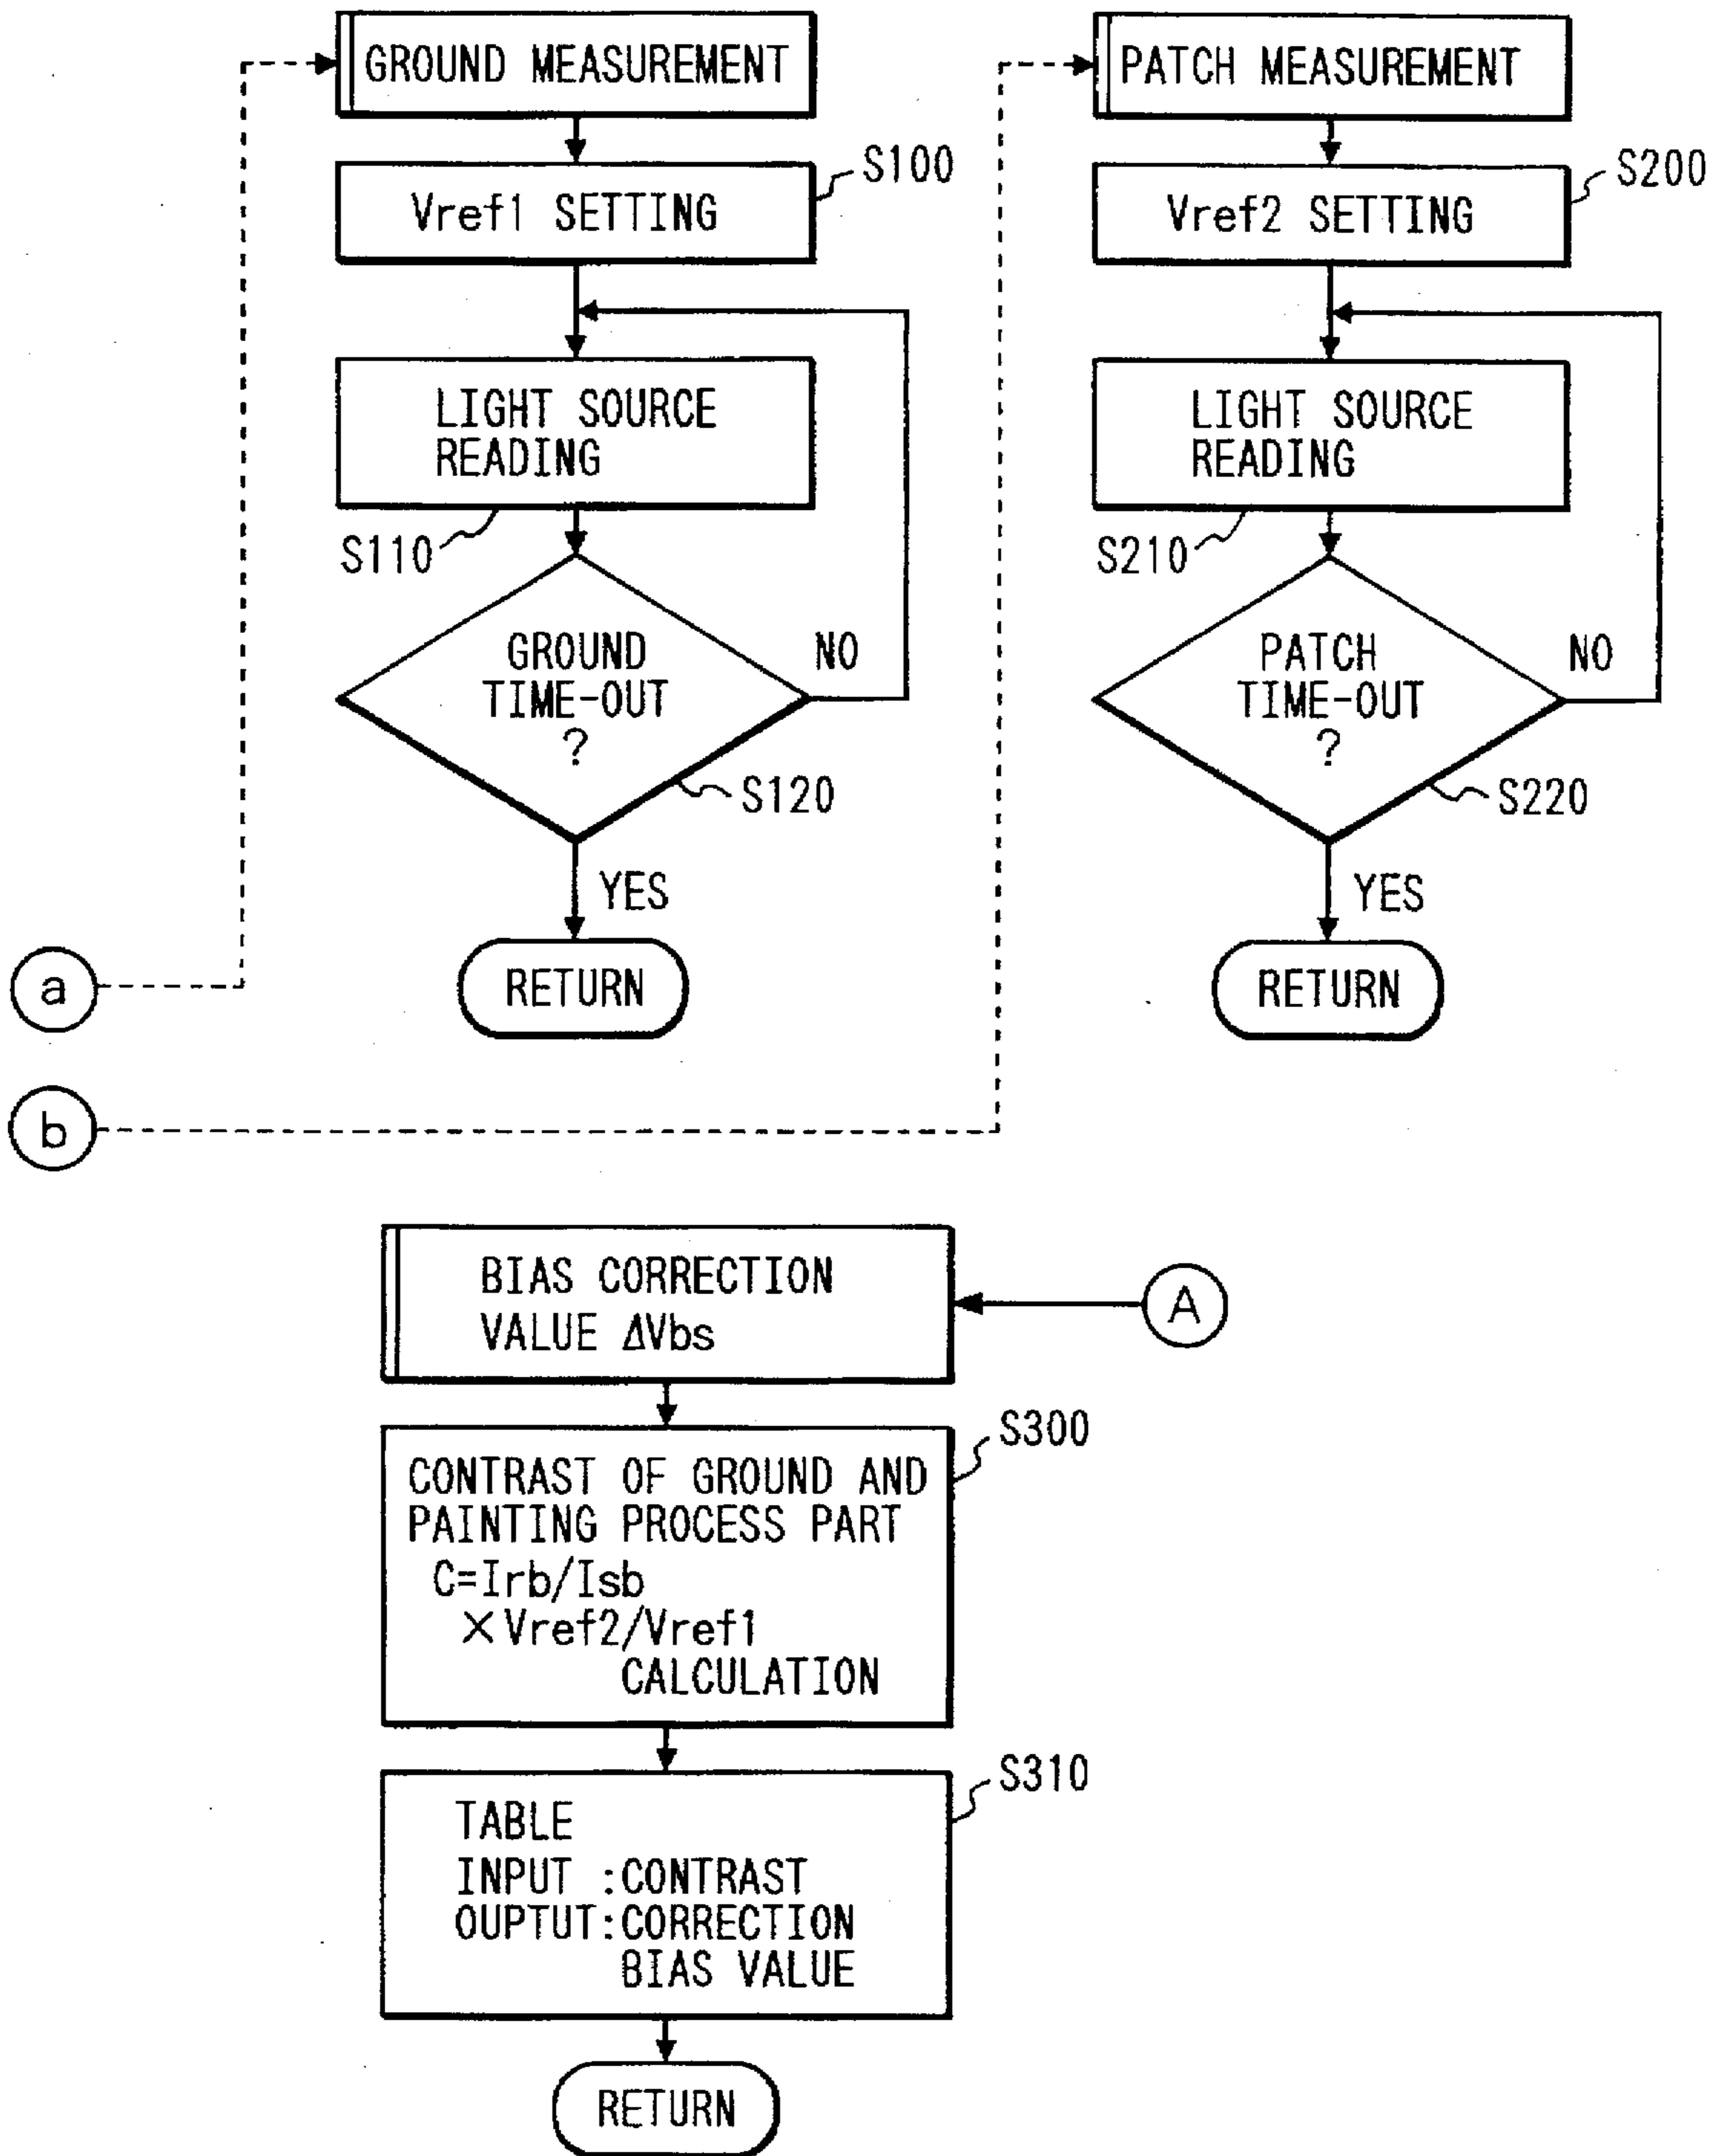 GROUND MEASUREMENT
S100
Vref1 SETTING
LIGHT SOURCE
READING
S110
GROUND
TIME-OUT
?
NO
S120
YES
RETURN
PATCH MEASUREMENT
S200
Vref2 SETTING
LIGHT SOURCE
READING
S210
PATCH
TIME-OUT
?
NO
S220
YES
RETURN
a
b
BIAS CORRECTION
VALUE ΔVbs
A
S300
CONTRAST OF GROUND AND
PAINTING PROCESS PART
C=Irb/Isb
×Vref2/Vref1
CALCULATION
S310
TABLE
INPUT :CONTRAST
OUPTUT:CORRECTION
BIAS VALUE
RETURN